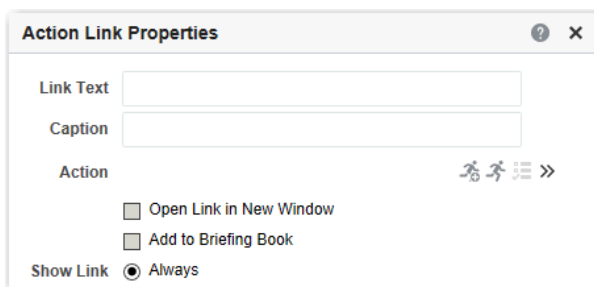 Action Link Properties
Link Text
Caption
Action
Open Link in New Window
Add to Briefing Book
Show Link Always